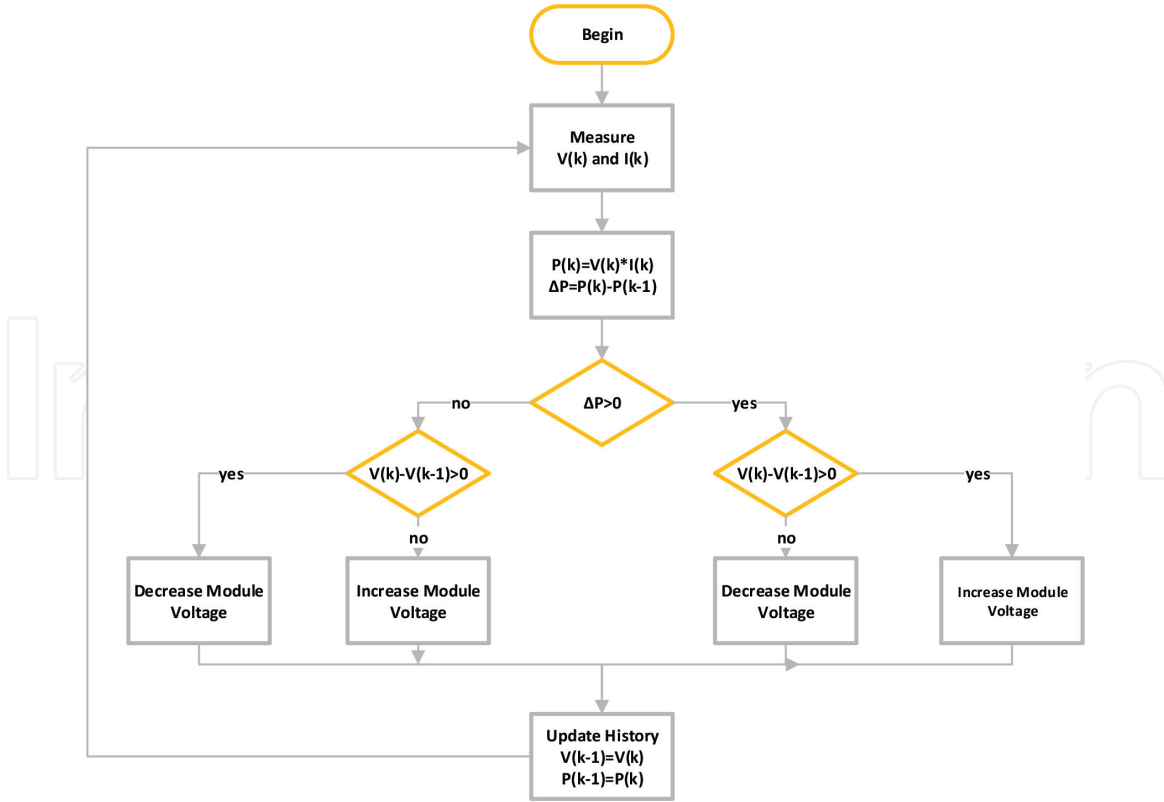 Begin
Measure
V(k) and I(k)
P(k)=V(k)*I(k)
ΔP=P(k)-P(k-1)
ΔP>0
no
yes
V(k)-V(k-1)>0
V(k)-V(k-1)>0
yes
yes
no
no
Decrease Module
Voltage
Increase Module
Voltage
Decrease Module
Voltage
Increase Module
Voltage
Update History
V(k-1)=V(k)
P(k-1)=P(k)